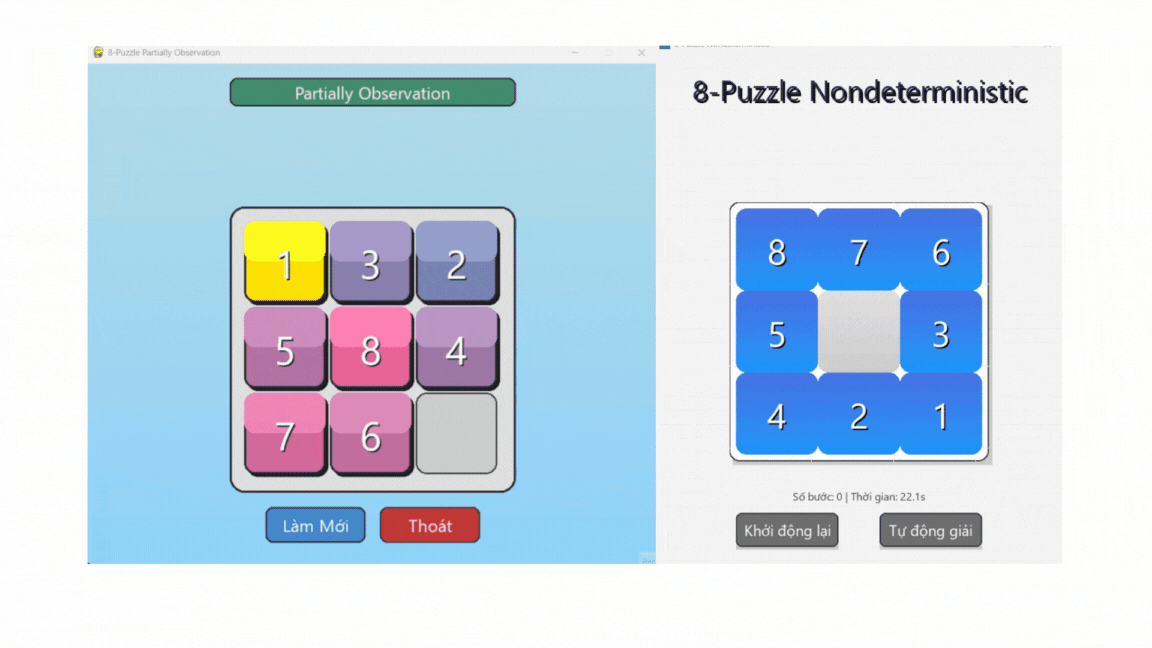 8-Puzzle Partially Observation
Partially Observation
1 3 2
5 8 4
7 6
Làm Mới Thoát
8-Puzzle Nondeterministic
8 7 6
5 3
4 2 1
Số bước: 0 | Thời gian: 22.1s
Khởi động lại Tự động giải